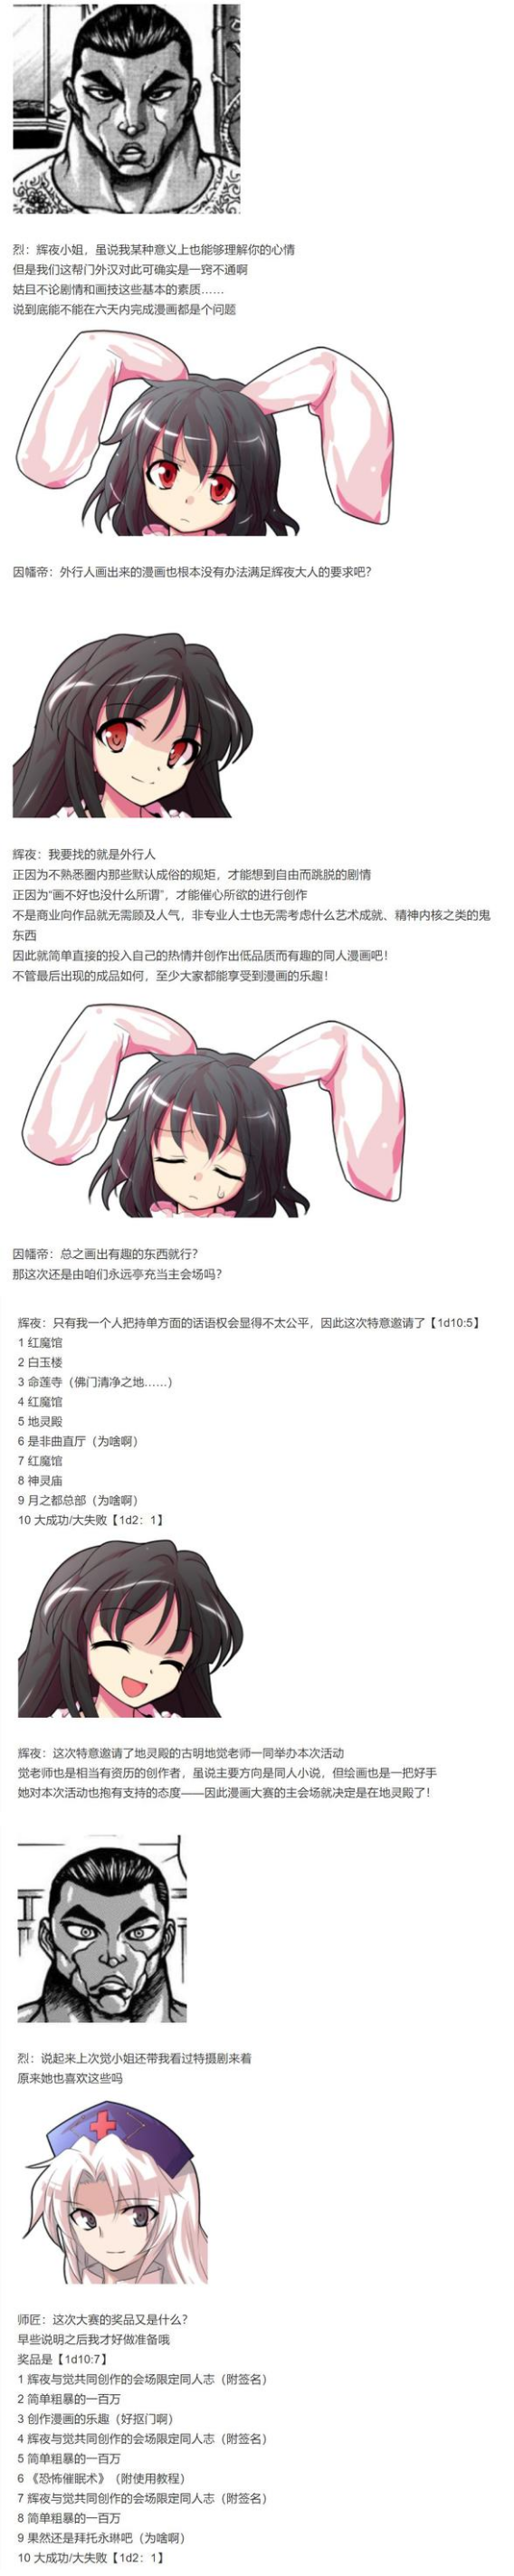 烈：辉夜小姐，虽说我某种意义上也能够理解你的心情
但是我们这帮门外汉对此可确实是一窍不通啊
姑且不论剧情和画技这些基本的素质……
说到底能不能在六天内完成漫画都是个问题
因幡帝：外行人画出来的漫画也根本没有办法满足辉夜大人的要求吧？
辉夜：我要找的就是外行人
正因为不熟悉圈内那些默认成俗的规矩，才能想到自由而跳脱的剧情
正因为“画不好也没什么所谓”，才能催心所欲的进行创作
不是商业向作品就无需顾及人气，非专业人士也无需考虑什么艺术成就、精神内核之类的鬼
东西
因此就简单直接的投入自己的热情并创作出低品质而有趣的同人漫画吧！
不管最后出现的成品如何，至少大家都能享受到漫画的乐趣！
因幡帝：总之画出有趣的东西就行？
那这次还是由咱们永远亭充当主会场吗？
辉夜：只有我一个人把持单方面的话语权会显得不太公平，因此这次特意邀请了【1d10:5】
1 红魔馆
2 白玉楼
3 命莲寺（佛门清净之地……）
4 红魔馆
5 地灵殿
6 是非曲直厅（为啥啊）
7 红魔馆
8 神灵庙
9 月之都总部（为啥啊）
10 大成功/大失败【1d2：1】
辉夜：这次特意邀请了地灵殿的古明地觉老师一同举办本次活动
觉老师也是相当有资历的创作者，虽说主要方向是同人小说，但绘画也是一把好手
她对本次活动也抱有支持的态度——因此漫画大赛的主会场就决定是在地灵殿了！
烈：说起来上次觉小姐还带我看过特摄剧来着
原来她也喜欢这些吗
师匠：这次大赛的奖品又是什么？
早些说明之后我才好做准备哦
奖品是【1d10:7】
1 辉夜与觉共同创作的会场限定同人志（附签名）
2 简单粗暴的一百万
3 创作漫画的乐趣（好抠门啊）
4 辉夜与觉共同创作的会场限定同人志（附签名）
5 简单粗暴的一百万
6 《恐怖催眠术》（附使用教程）
7 辉夜与觉共同创作的会场限定同人志（附签名）
8 简单粗暴的一百万
9 果然还是拜托永琳吧（为啥啊）
10 大成功/大失败【1d2：1】